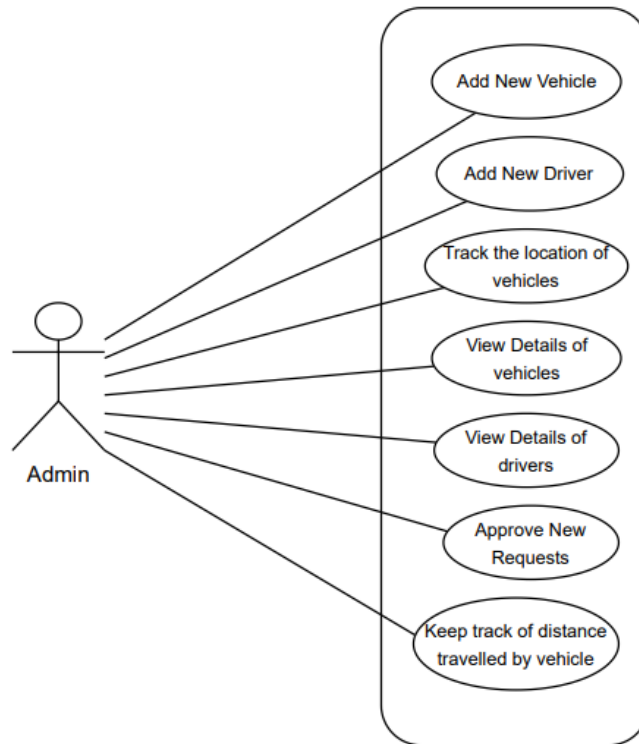 Add New Vehicle
Add New Driver
Track the location of
vehicles
View Details of
vehicles
View Details of
drivers
Admin
Approve New
Requests
Keep track of distance
travelled by vehicle